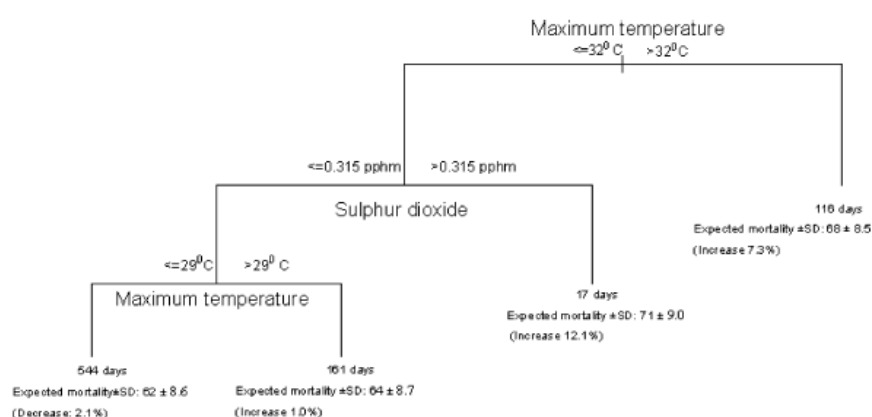 Maximum temperature
<=32⁰ C >32⁰C
<=0.315 pphm >0.315 pphm
Sulphur dioxide
116 days
Expected mortality ±SD: 68 ± 8.5
(Increase 7.3%)
<=29⁰C >29⁰ C
Maximum temperature
17 days
Expected mortality ±SD: 71 ± 9.0
(Increase 12.1%)
544 days
Expected mortality±SD: 62 ± 8.6
(Decrease: 2.1%)
161 days
Expected mortality ±SD: 64 ± 8.7
(Increase 1.0%)